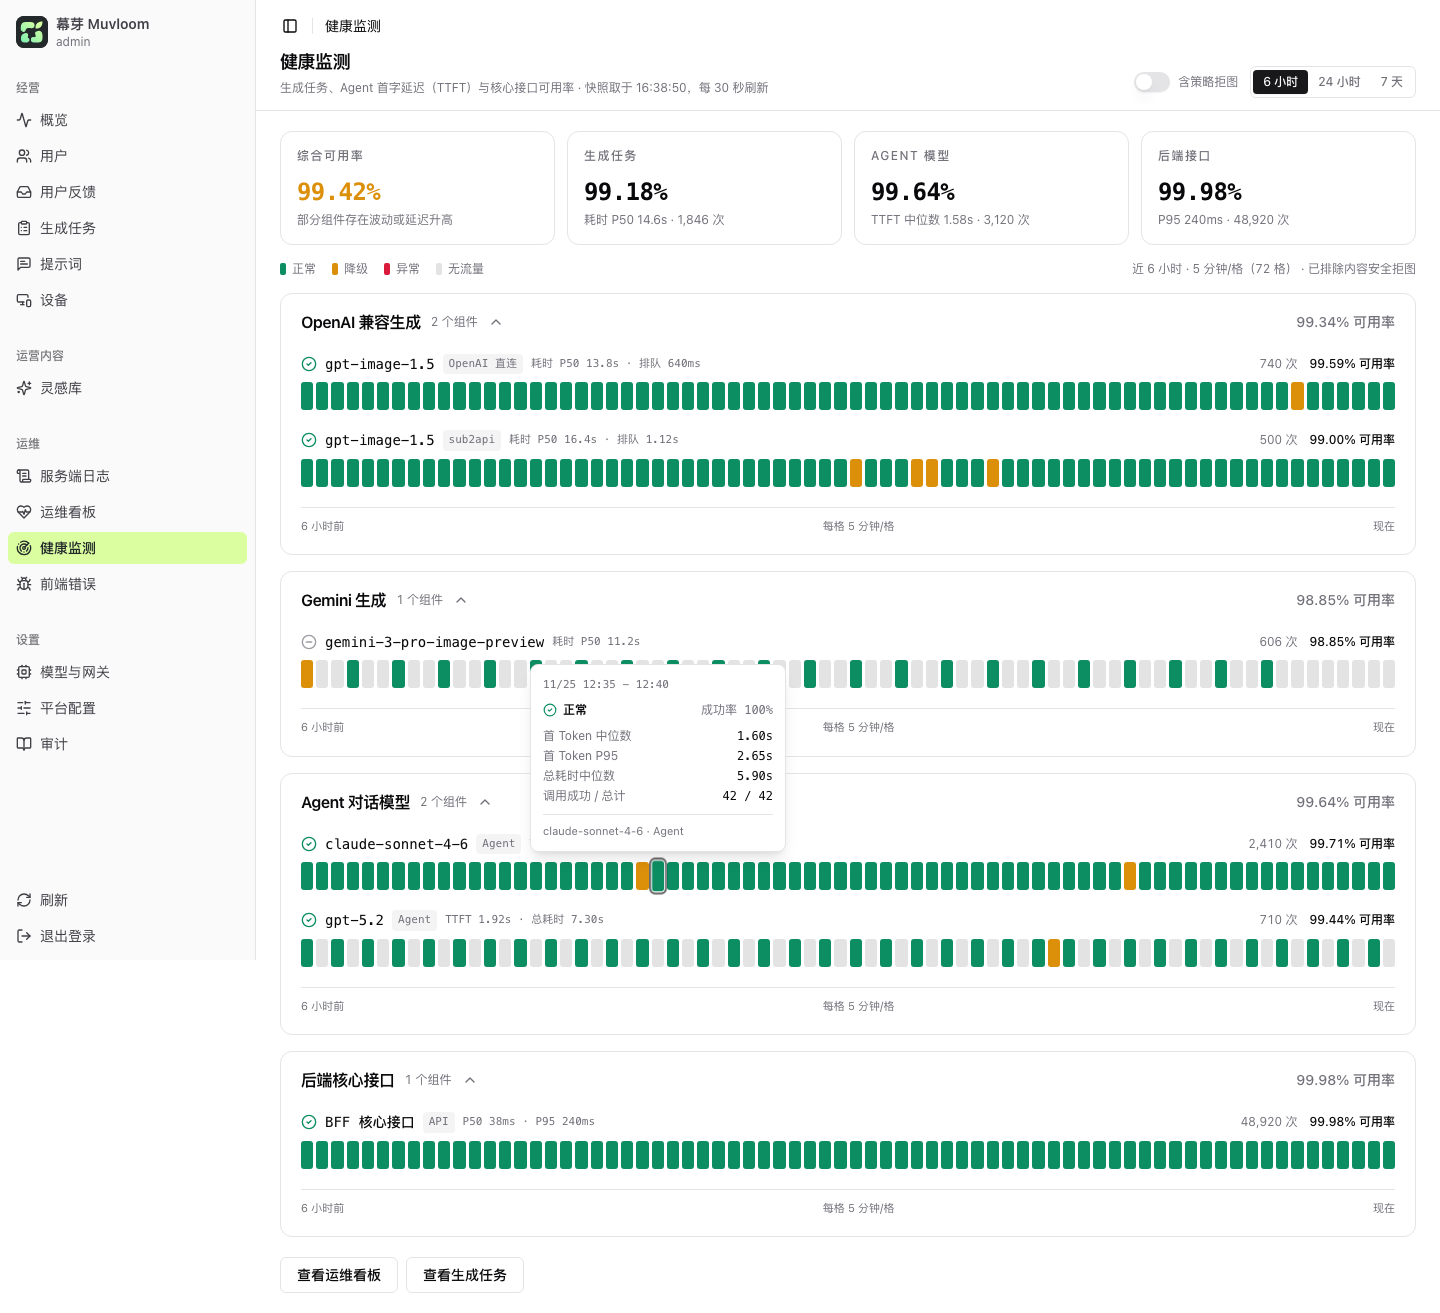 幕芽 Muvloom
admin
经营
概览
用户
用户反馈
生成任务
提示词
设备
运营内容
灵感库
运维
服务端日志
运维看板
健康监测
前端错误
设置
模型与网关
平台配置
审计
刷新
退出登录
健康监测
健康监测
生成任务、Agent 首字延迟（TTFT）与核心接口可用率 · 快照取于 16:38:50，每 30 秒刷新
含策略拒图
6 小时 24 小时 7 天
综合可用率
99.42%
部分组件存在波动或延迟升高
生成任务
99.18%
耗时 P50 14.6s · 1,846 次
AGENT 模型
99.64%
TTFT 中位数 1.58s · 3,120 次
后端接口
99.98%
P95 240ms · 48,920 次
正常 降级 异常 无流量
近 6 小时 · 5 分钟/格（72 格） · 已排除内容安全拒图
OpenAI 兼容生成 2 个组件 99.34% 可用率
gpt-image-1.5 OpenAI 直连 耗时 P50 13.8s · 排队 640ms 740 次 99.59% 可用率
gpt-image-1.5 sub2api 耗时 P50 16.4s · 排队 1.12s 500 次 99.00% 可用率
6 小时前 每格 5 分钟/格 现在
Gemini 生成 1 个组件 98.85% 可用率
gemini-3-pro-image-preview 耗时 P50 11.2s 606 次 98.85% 可用率
6 小时前 每格 5 分钟/格 现在
11/25 12:35 – 12:40
正常 成功率 100%
首 Token 中位数 1.60s
首 Token P95 2.65s
总耗时中位数 5.90s
调用成功 / 总计 42 / 42
claude-sonnet-4-6 · Agent
Agent 对话模型 2 个组件 99.64% 可用率
claude-sonnet-4-6 Agent 2,410 次 99.71% 可用率
gpt-5.2 Agent TTFT 1.92s · 总耗时 7.30s 710 次 99.44% 可用率
6 小时前 每格 5 分钟/格 现在
后端核心接口 1 个组件 99.98% 可用率
BFF 核心接口 API P50 38ms · P95 240ms 48,920 次 99.98% 可用率
6 小时前 每格 5 分钟/格 现在
查看运维看板 查看生成任务